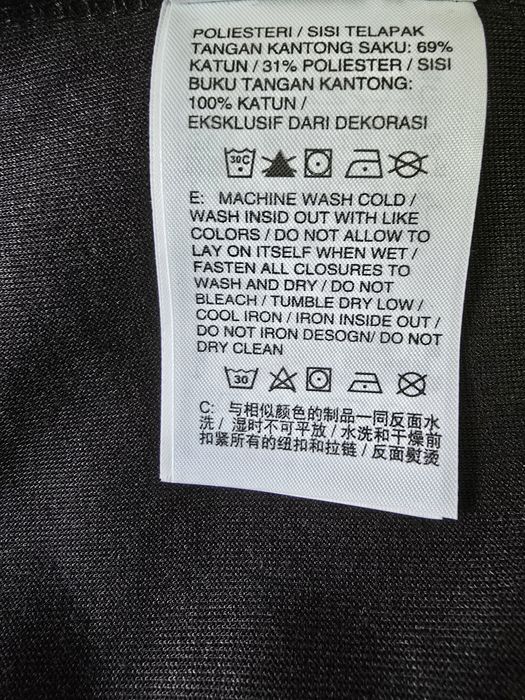 POLIESTERI / SISI TELAPAK
TANGAN KANTONG SAKU: 69%
KATUN / 31% POLIESTER / SISI
BUKU TANGAN KANTONG:
100% KATUN /
EKSKLUSIF DARI DEKORASI
30C
E: MACHINE WASH COLD /
WASH INSID OUT WITH LIKE
COLORS / DO NOT ALLOW TO
LAY ON ITSELF WHEN WET /
FASTEN ALL CLOSURES TO
WASH AND DRY / DO NOT
BLEACH / TUMBLE DRY LOW /
COOL IRON / IRON INSIDE OUT /
DO NOT IRON DESOGN/ DO NOT
DRY CLEAN
30
C: 与相似颜色的制品一同反面水
洗 / 湿时不可平放 / 水洗和干燥前
扣紧所有的纽扣和拉链 / 反面熨烫